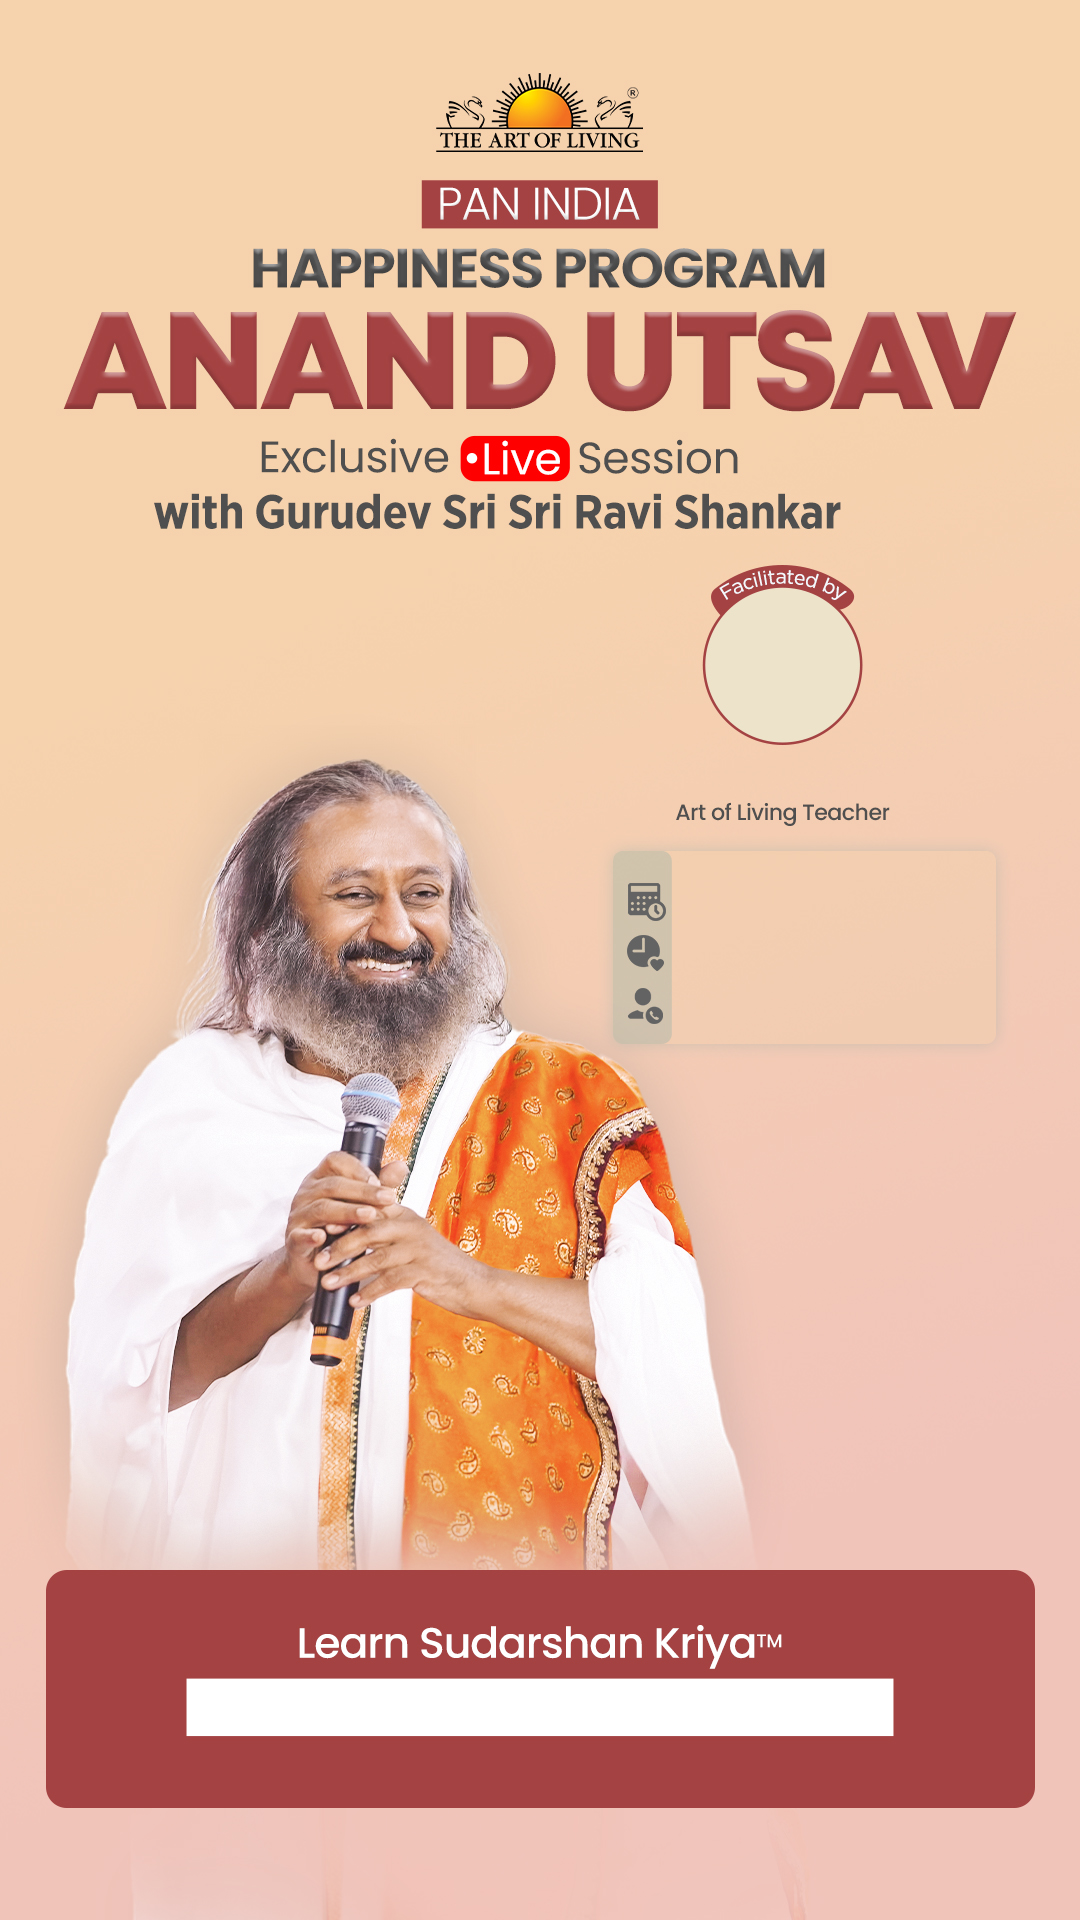 ®
THE ART OF LIVING
PAN INDIA
HAPPINESS PROGRAM
ANAND UTSAV
Exclusive •Live Session
with Gurudev Sri Sri Ravi Shankar
Facilitated by
Art of Living Teacher
Learn Sudarshan Kriya™